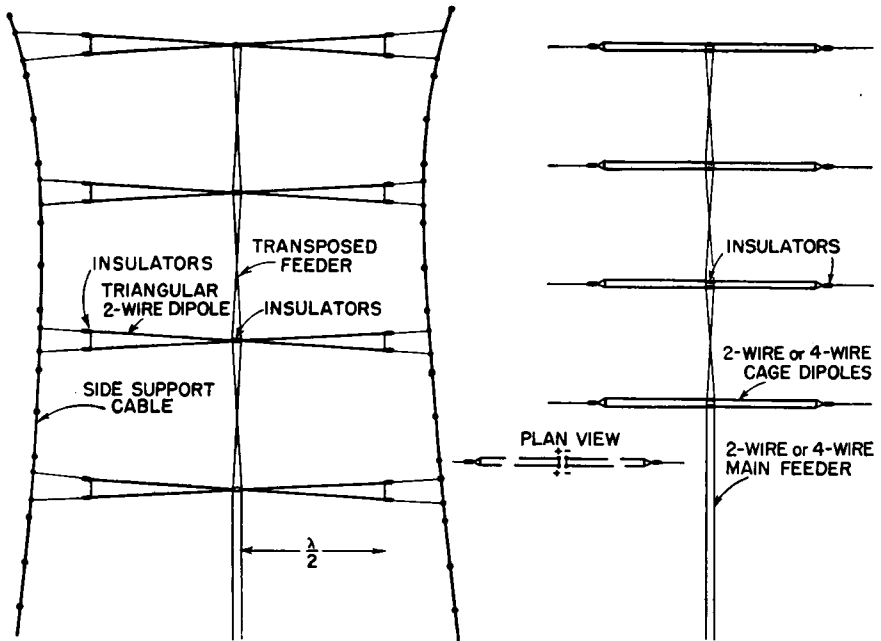 INSULATORS
TRIANGULAR
2-WIRE DIPOLE
TRANSPOSED
FEEDER
INSULATORS
SIDE SUPPORT
CABLE
λ
2
INSULATORS
2-WIRE or 4-WIRE
CAGE DIPOLES
PLAN VIEW
+ -
+ -
2-WIRE or 4-WIRE
MAIN FEEDER